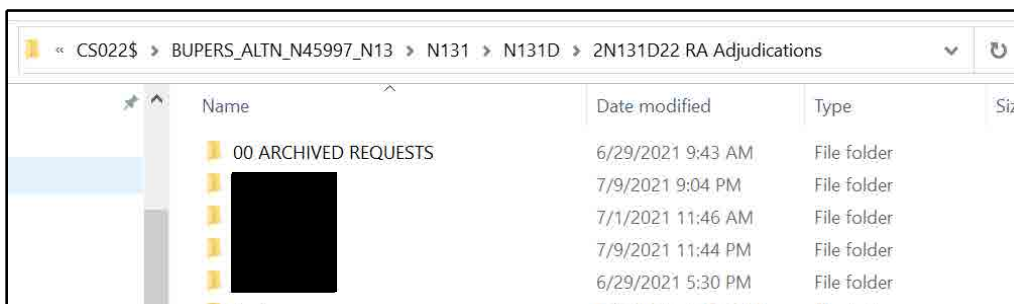 « CS022$ > BUPERS_ALTN_N45997_N13 > N131 > N131D > 2N131D22 RA Adjudications
Name Date modified Type Siz
00 ARCHIVED REQUESTS 6/29/2021 9:43 AM File folder
7/9/2021 9:04 PM File folder
7/1/2021 11:46 AM File folder
7/9/2021 11:44 PM File folder
6/29/2021 5:30 PM File folder